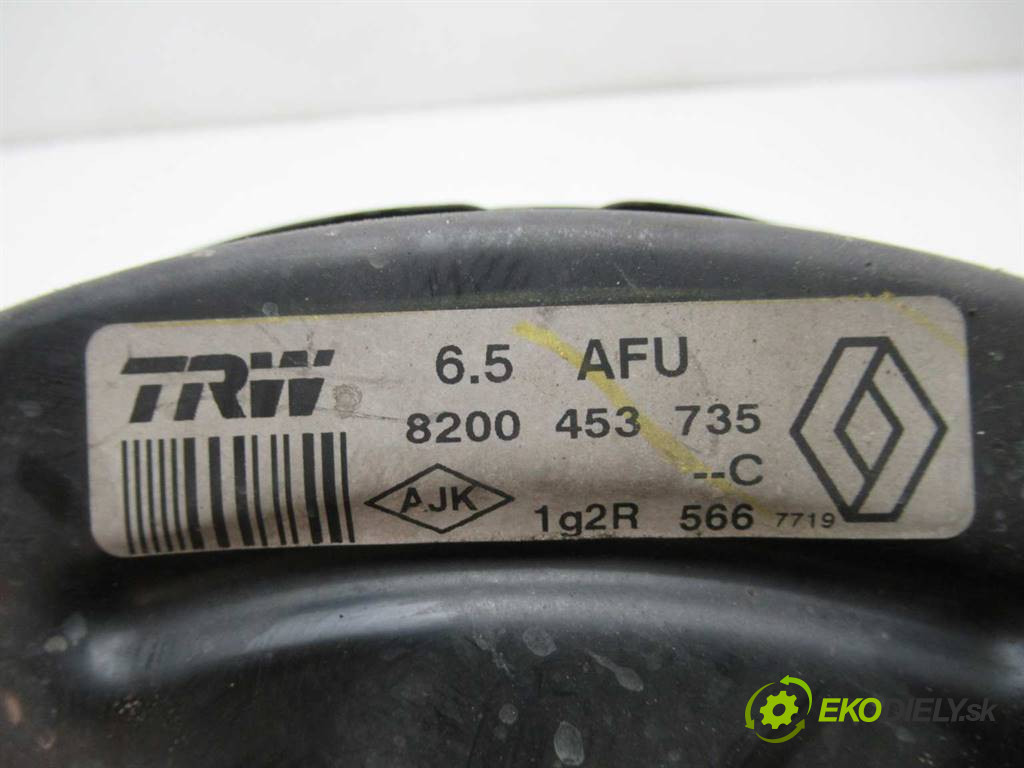 TRW 6.5 AFU
8200 453 735
--C
AJK 1g2R 566 7719
EKODIELY.sk